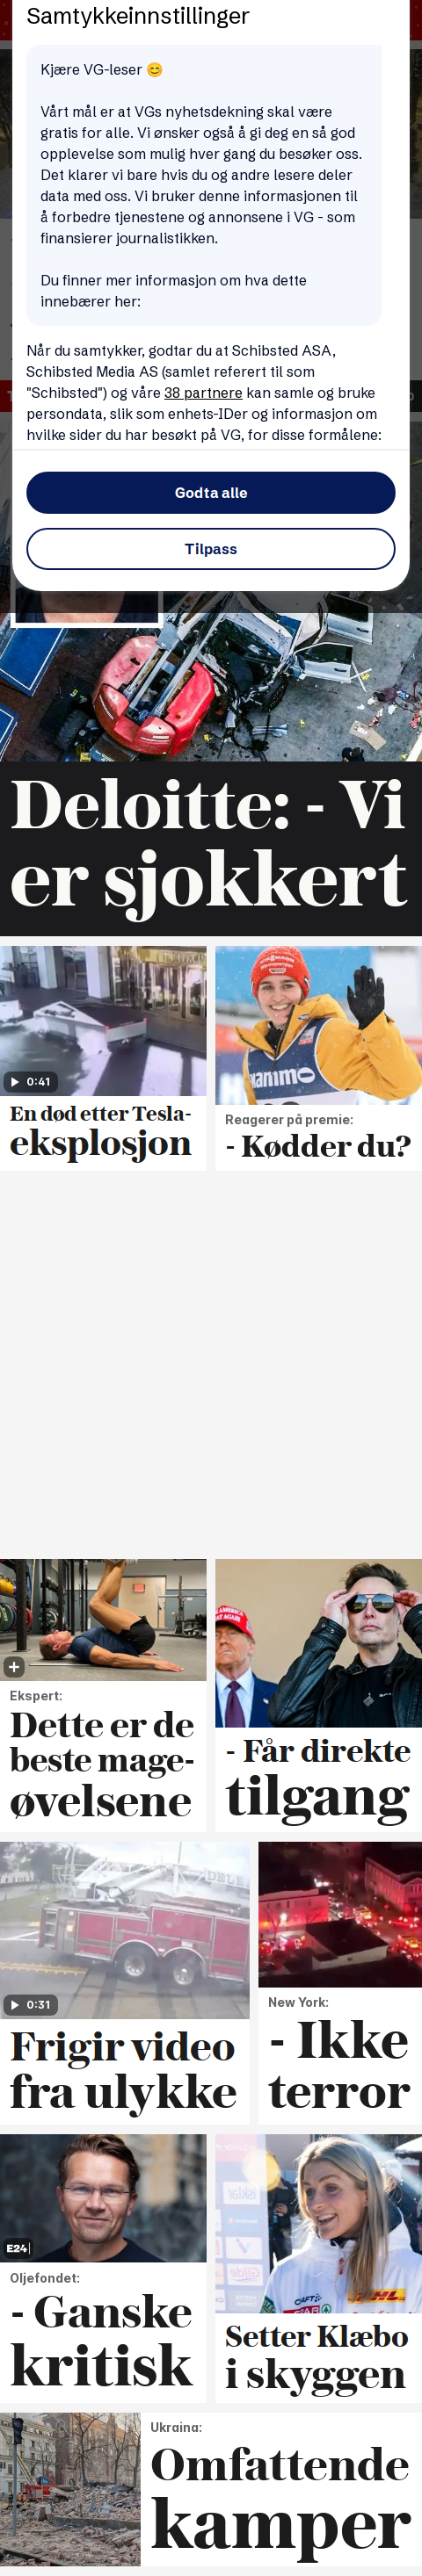 Samtykkeinnstillinger
Kjære VG-leser 😊
Vårt mål er at VGs nyhetsdekning skal være
gratis for alle. Vi ønsker også å gi deg en så god
opplevelse som mulig hver gang du besøker oss.
Det klarer vi bare hvis du og andre lesere deler
data med oss. Vi bruker denne informasjonen til
å forbedre tjenestene og annonsene i VG - som
finansierer journalistikken.
Du finner mer informasjon om hva dette
innebærer her:
Når du samtykker, godtar du at Schibsted ASA,
Schibsted Media AS (samlet referert til som
"Schibsted") og våre 38 partnere kan samle og bruke
persondata, slik som enhets-IDer og informasjon om
hvilke sider du har besøkt på VG, for disse formålene:
Godta alle
Tilpass
Deloitte: - Vi
er sjokkert
0:41
En død etter Tesla-
eksplosjon
Reagerer på premie:
- Kødder du?
Ekspert:
Dette er de
beste mage-
øvelsene
- Får direkte
tilgang
0:31
Frigir video
fra ulykke
New York:
- Ikke
terror
E24
Oljefondet:
- Ganske
kritisk
DHL
Setter Klæbo
i skyggen
Ukraina:
Omfattende
kamper